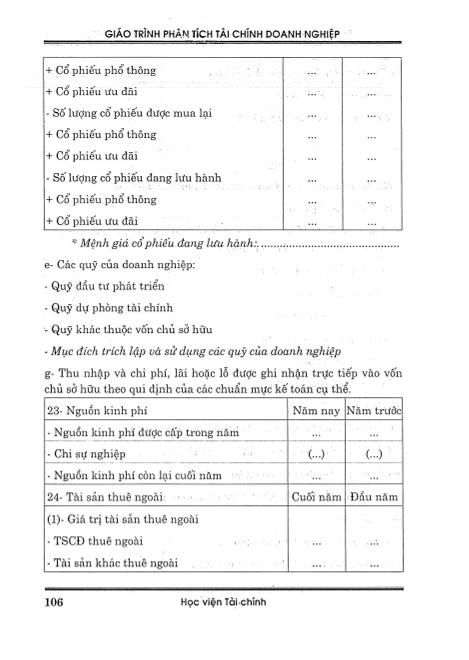 GIÁO TRÌNH PHÂN TÍCH TÀI CHÍNH DOANH NGHIỆP
+ Cổ phiếu phổ thông ... ...
+ Cổ phiếu ưu đãi ... ...
- Số lượng cổ phiếu được mua lại ... ...
+ Cổ phiếu phổ thông ... ...
+ Cổ phiếu ưu đãi ... ...
- Số lượng cổ phiếu đang lưu hành ... ...
+ Cổ phiếu phổ thông ... ...
+ Cổ phiếu ưu đãi ... ...
* Mệnh giá cổ phiếu đang lưu hành:..............................
e- Các quỹ của doanh nghiệp:
- Quỹ đầu tư phát triển
- Quỹ dự phòng tài chính
- Quỹ khác thuộc vốn chủ sở hữu
- Mục đích trích lập và sử dụng các quỹ của doanh nghiệp
g- Thu nhập và chi phí, lãi hoặc lỗ được ghi nhận trực tiếp vào vốn
chủ sở hữu theo qui định của các chuẩn mực kế toán cụ thể.
23- Nguồn kinh phí Năm nay Năm trước
- Nguồn kinh phí được cấp trong năm ... ...
- Chi sự nghiệp (...) (...)
- Nguồn kinh phí còn lại cuối năm ... ...
24- Tài sản thuê ngoài Cuối năm Đầu năm
(1)- Giá trị tài sản thuê ngoài
- TSCĐ thuê ngoài ... ...
- Tài sản khác thuê ngoài ... ...
106 Học viện Tài chính